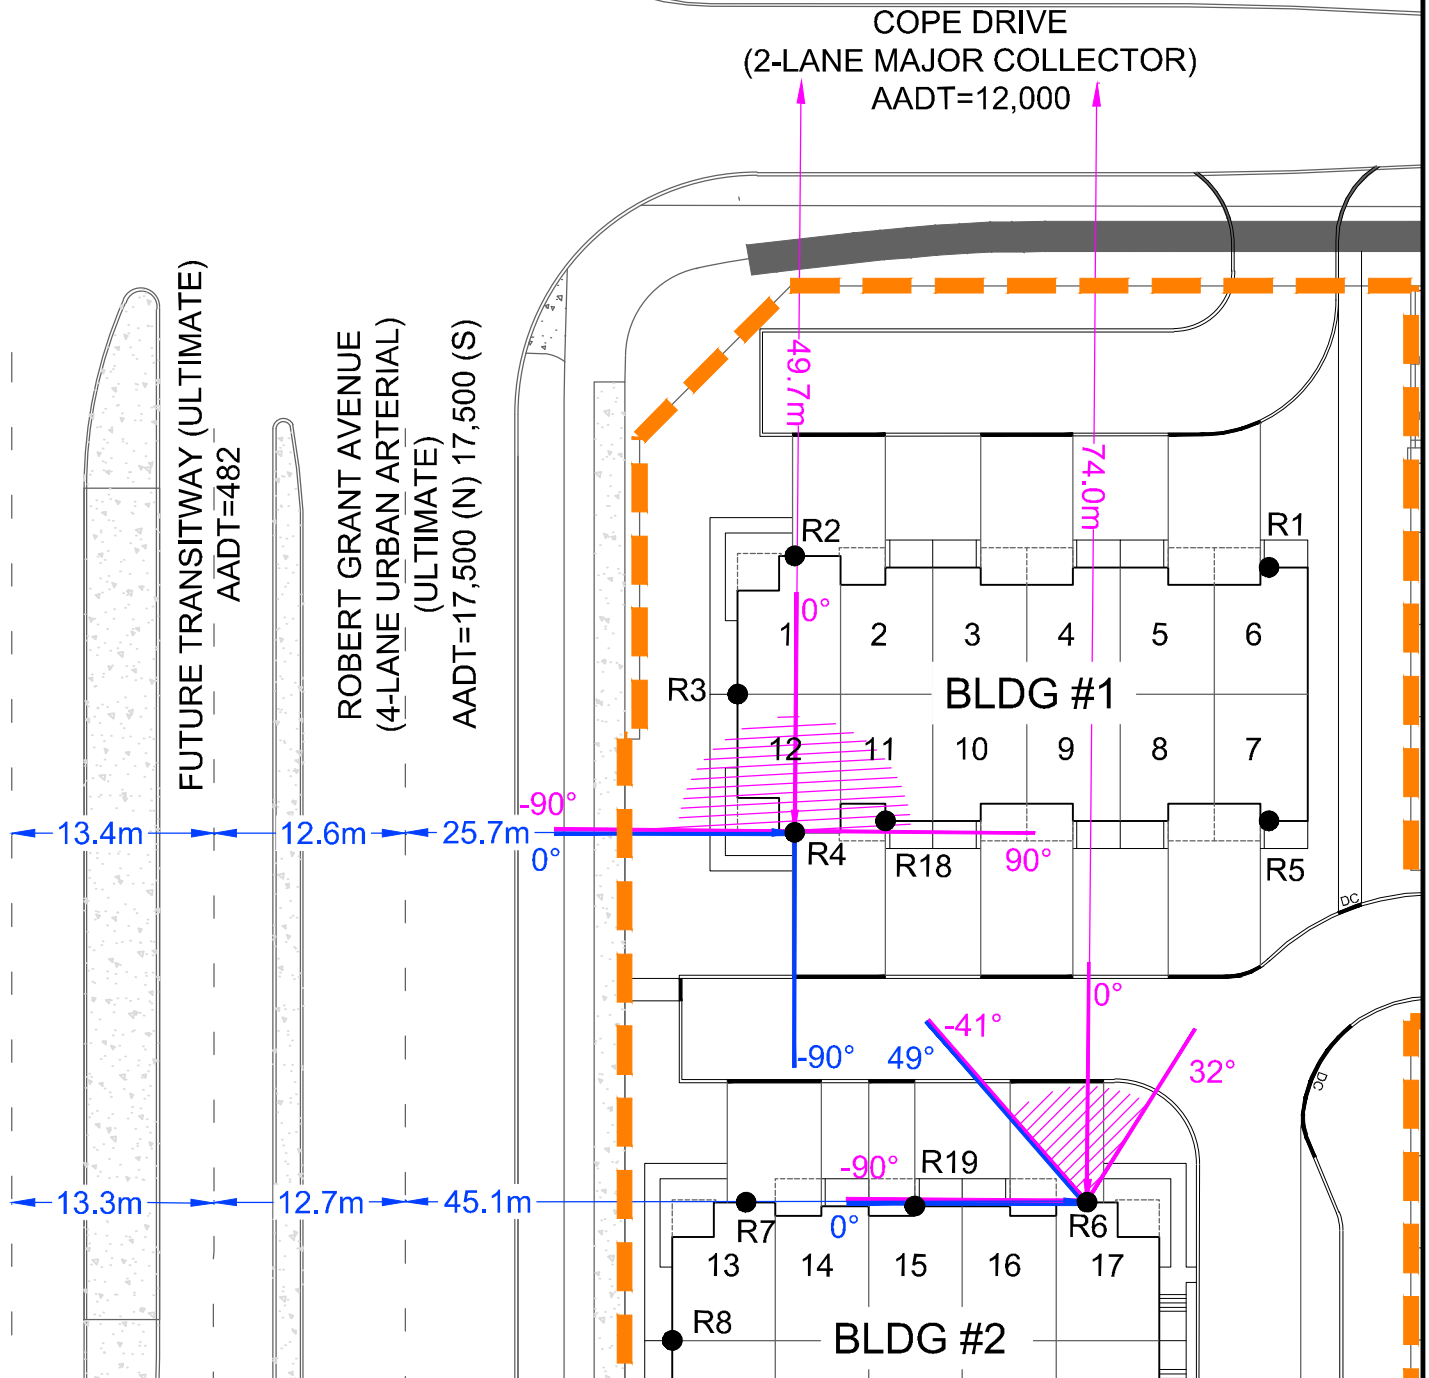 COPE DRIVE
(2-LANE MAJOR COLLECTOR)
AADT=12,000
FUTURE TRANSITWAY (ULTIMATE)
AADT=482
ROBERT GRANT AVENUE
(4-LANE URBAN ARTERIAL)
(ULTIMATE)
AADT=17,500 (N) 17,500 (S)
49.7m
74.0m
R2
R1
0°
1
2
3
4
5
6
R3
BLDG #1
12
11
10
9
8
7
-90°
13.4m
12.6m
25.7m
0°
R4
R18
90°
R5
DC
0°
-41°
-90°
49°
32°
DC
R19
-90°
13.3m
12.7m
45.1m
0°
R7
R6
13
14
15
16
17
R8
BLDG #2